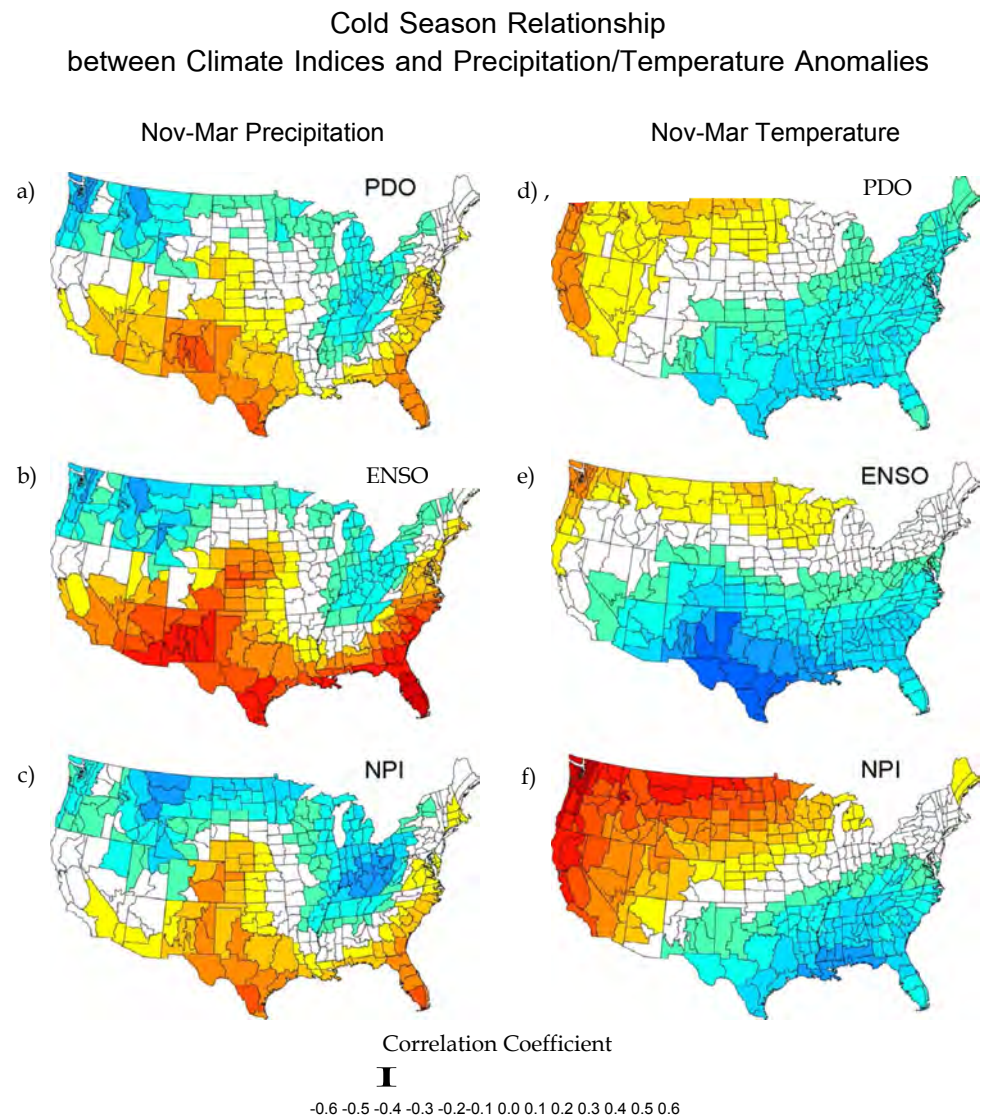 Cold Season Relationship
between Climate Indices and Precipitation/Temperature Anomalies
Nov-Mar Precipitation
Nov-Mar Temperature
a)
PDO
d) ,
PDO
b)
ENSO
e)
ENSO
c)
NPI
f)
NPI
Correlation Coefficient
I
-0.6 -0.5 -0.4 -0.3 -0.2-0.1 0.0 0.1 0.2 0.3 0.4 0.5 0.6